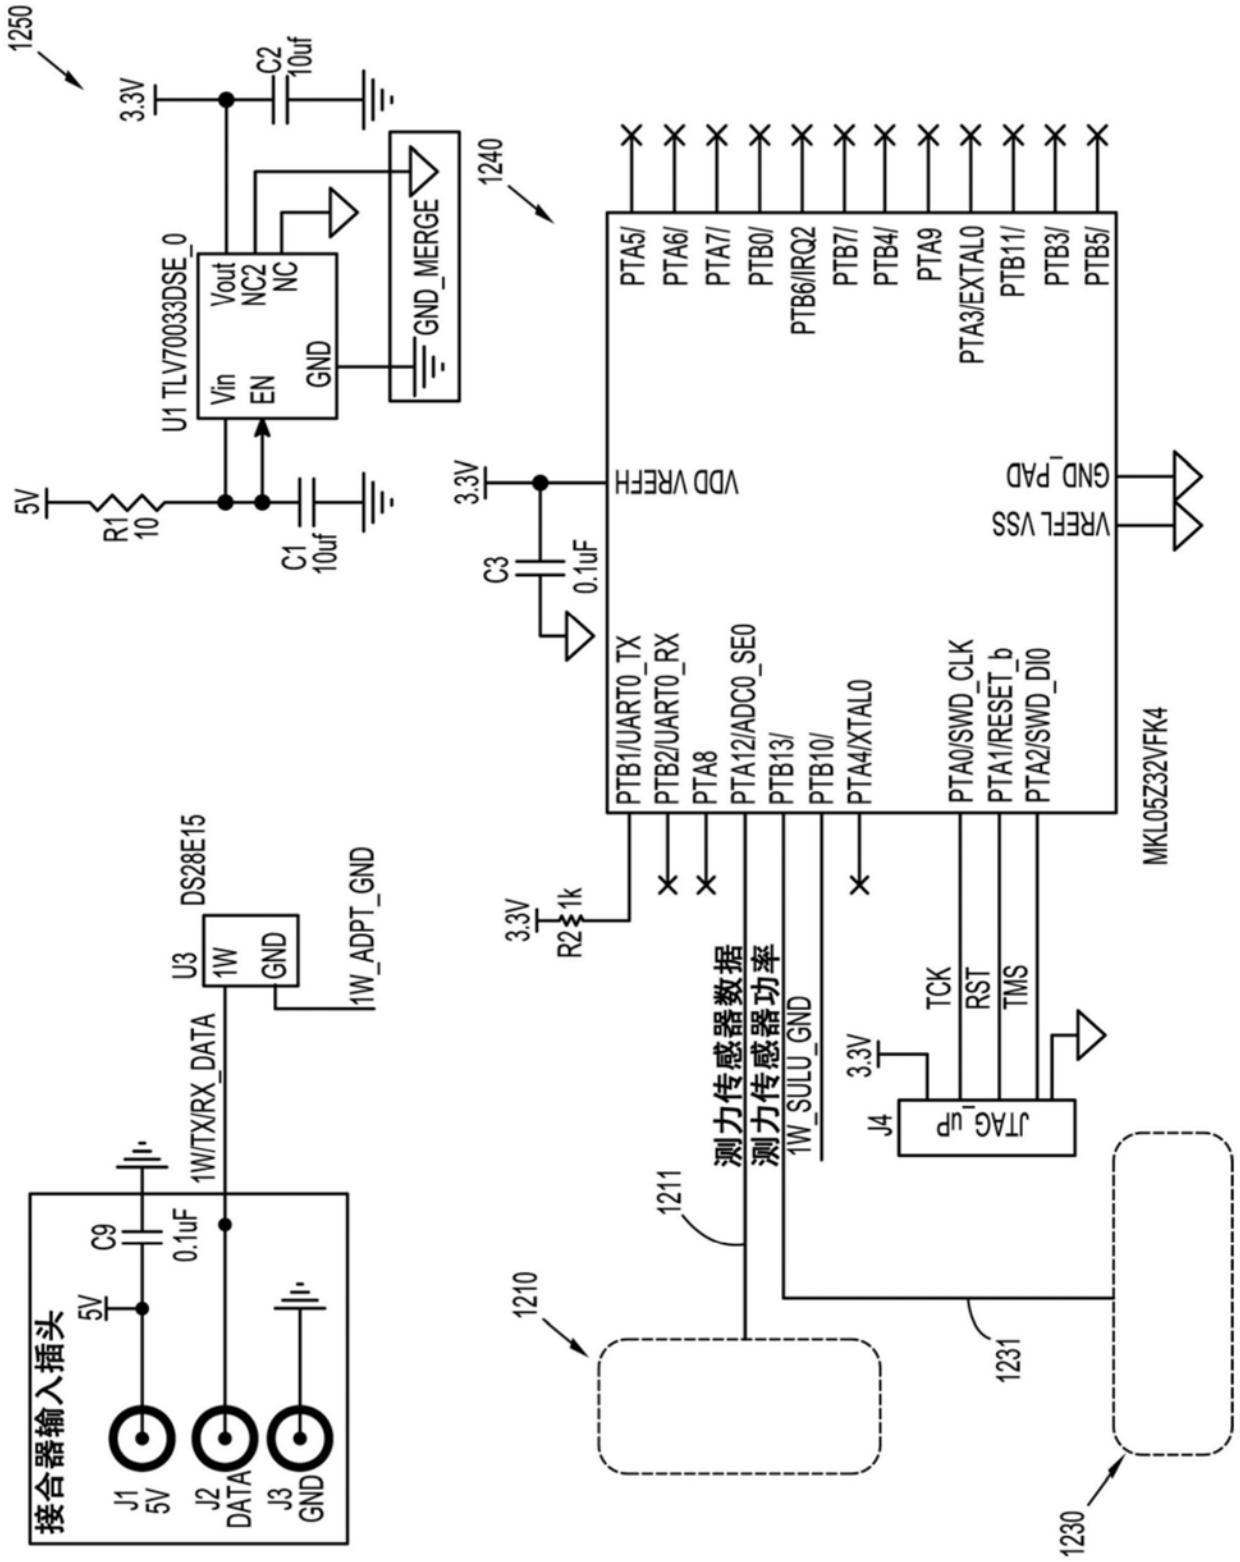 接合器输入插头
J1
5V
J2
DATA
J3
GND
5V
C9
0.1uF
1W/TX/RX_DATA
U3
DS28E15
1W
GND
1W_ADPT_GND
5V
R1
10
C1
10uf
U1 TLV70033DSE_0
Vin
EN
GND
Vout
NC2
NC
GND_MERGE
3.3V
C2
10uf
1250
1210
1211
测力传感器数据
测力传感器功率
1W_SULU_GND
1230
1231
3.3V
R2
1k
3.3V
J4
JTAG_uP
TCK
RST
TMS
3.3V
C3
0.1uF
PTB1/UART0_TX
PTB2/UART0_RX
PTA8
PTA12/ADC0_SE0
PTB13/
PTB10/
PTA4/XTAL0
PTA0/SWD_CLK
PTA1/RESET_b
PTA2/SWD_DI0
VDD VREFH
VREFL VSS
GND_PAD
PTA5/
PTA6/
PTA7/
PTB0/
PTB6/IRQ2
PTB7/
PTB4/
PTA9
PTA3/EXTAL0
PTB11/
PTB3/
PTB5/
MKL05Z32VFK4
1240